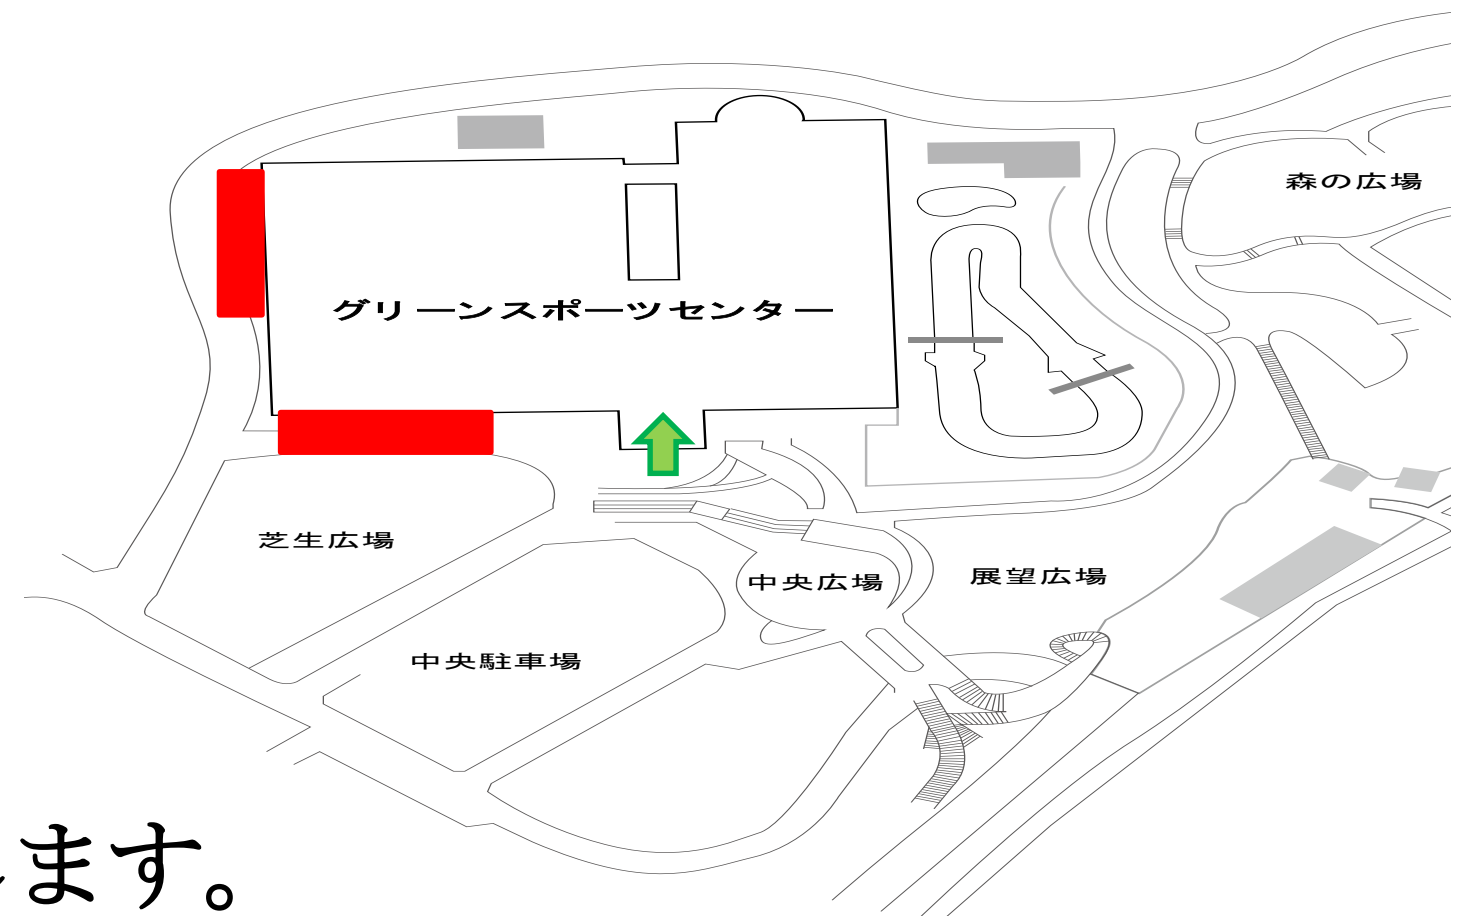 森の広場
グリーンスポーツセンター
芝生広場
中央広場
展望広場
中央駐車場
ます。